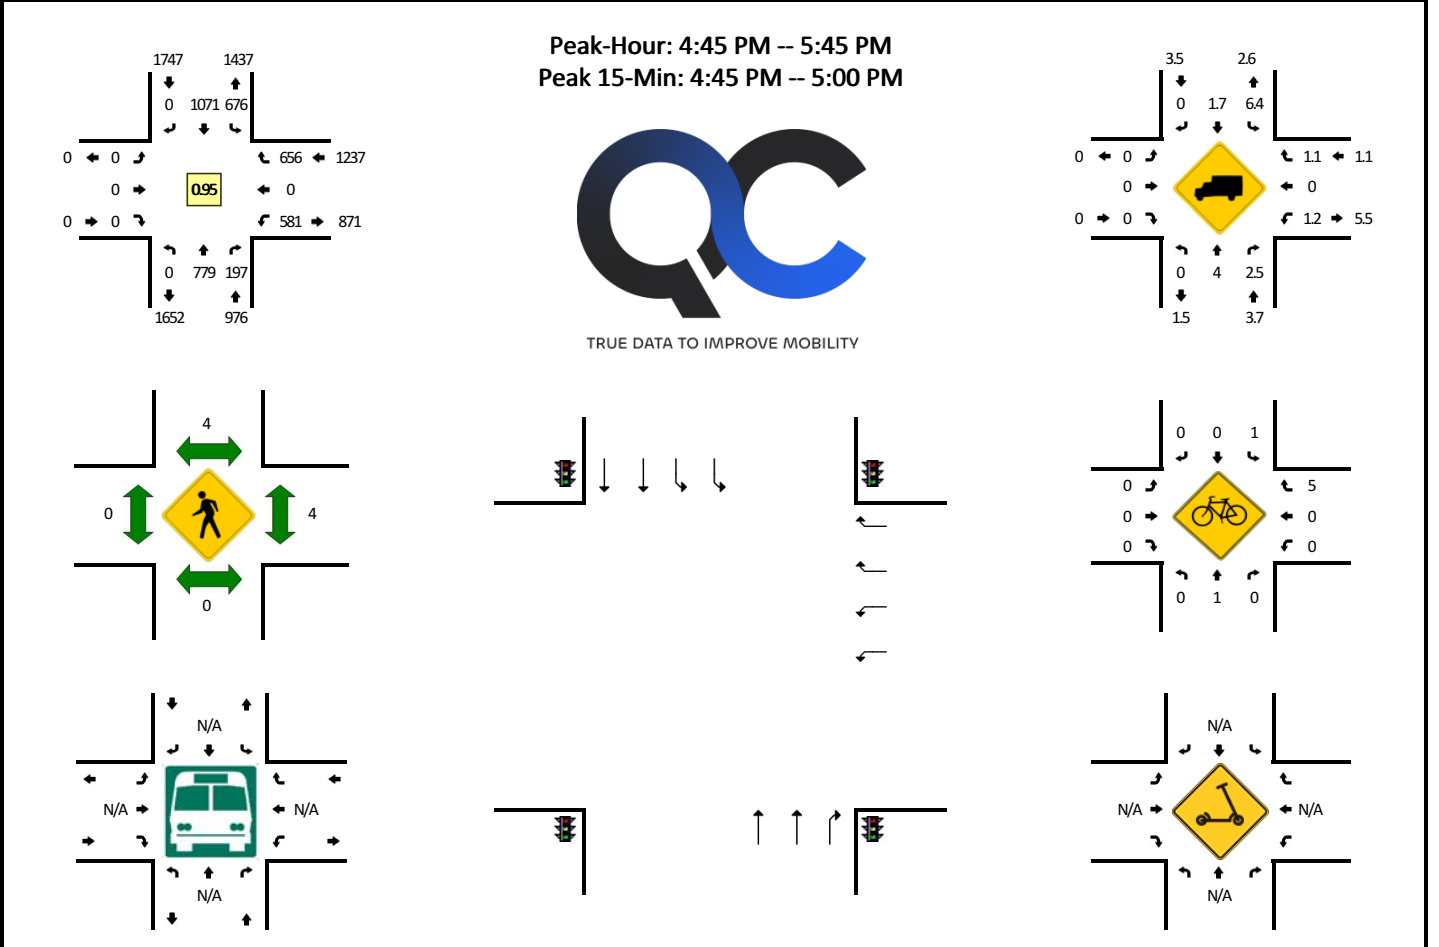 Peak-Hour: 4:45 PM -- 5:45 PM
Peak 15-Min: 4:45 PM -- 5:00 PM
1747 1437
0 1071 676
0 0 656 1237
0 0.95 0
0 0 581 871
0 779 197
1652 976
QC
TRUE DATA TO IMPROVE MOBILITY
3.5 2.6
0 1.7 6.4
0 0 1.1 1.1
0 0
0 0 1.2 5.5
0 4 2.5
1.5 3.7
4
0 4
0
0 0 1
0 5
0 0
0 0
0 1 0
N/A
N/A N/A
N/A
N/A
N/A N/A
N/A